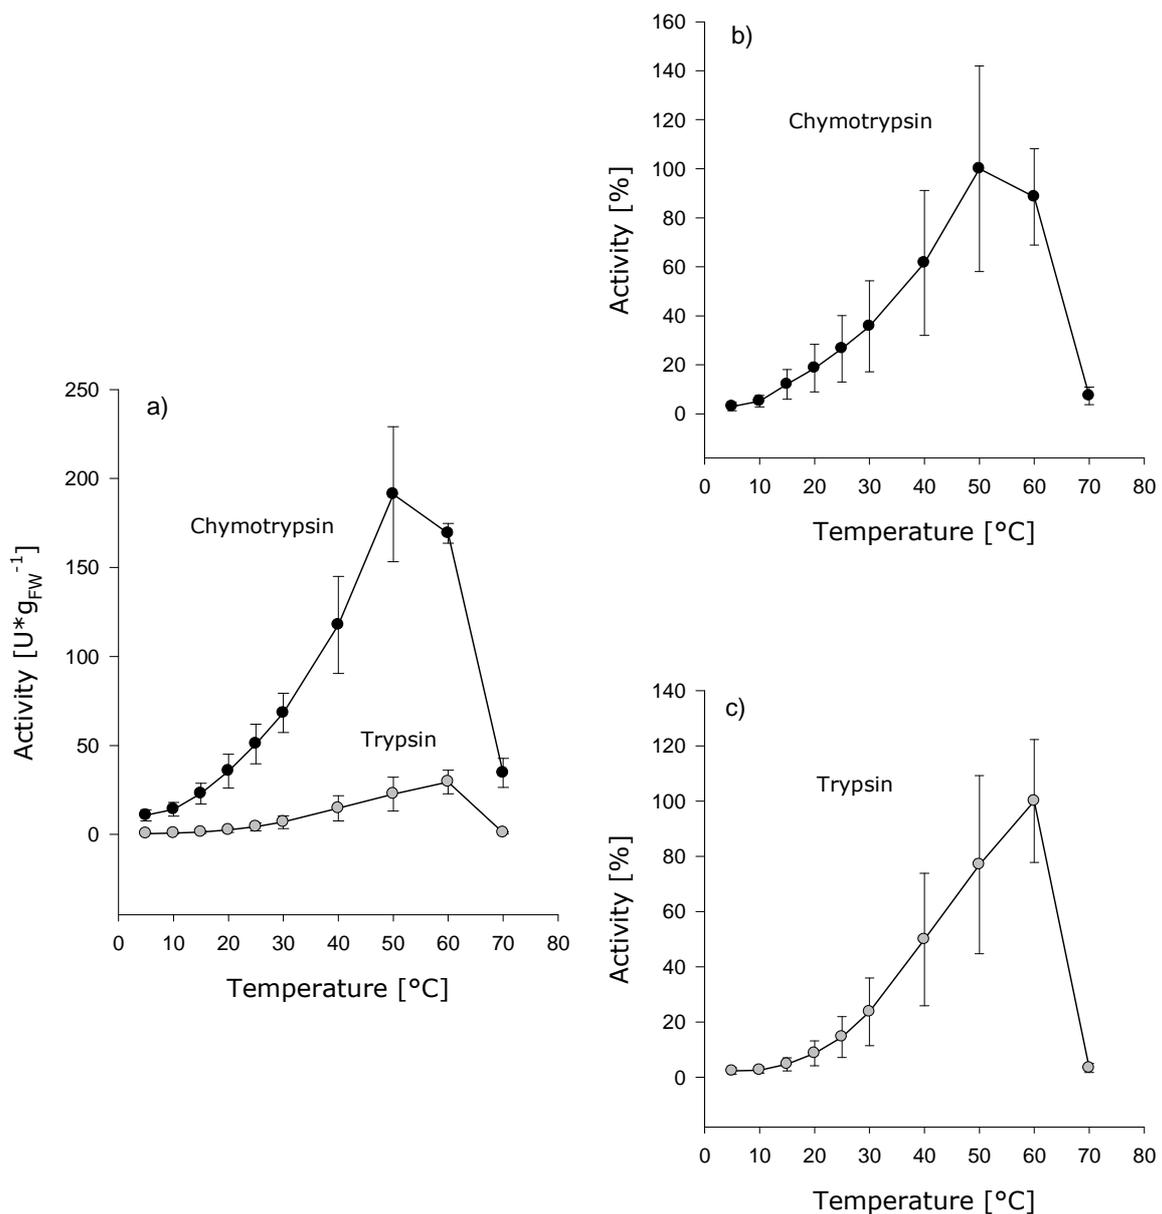 b)
Chymotrypsin
Activity [%]
160
140
120
100
80
60
40
20
0
0 10 20 30 40 50 60 70 80
Temperature [°C]
a)
Chymotrypsin
Trypsin
Activity [U*gFW-1]
250
200
150
100
50
0
0 10 20 30 40 50 60 70 80
Temperature [°C]
c)
Trypsin
Activity [%]
140
120
100
80
60
40
20
0
0 10 20 30 40 50 60 70 80
Temperature [°C]